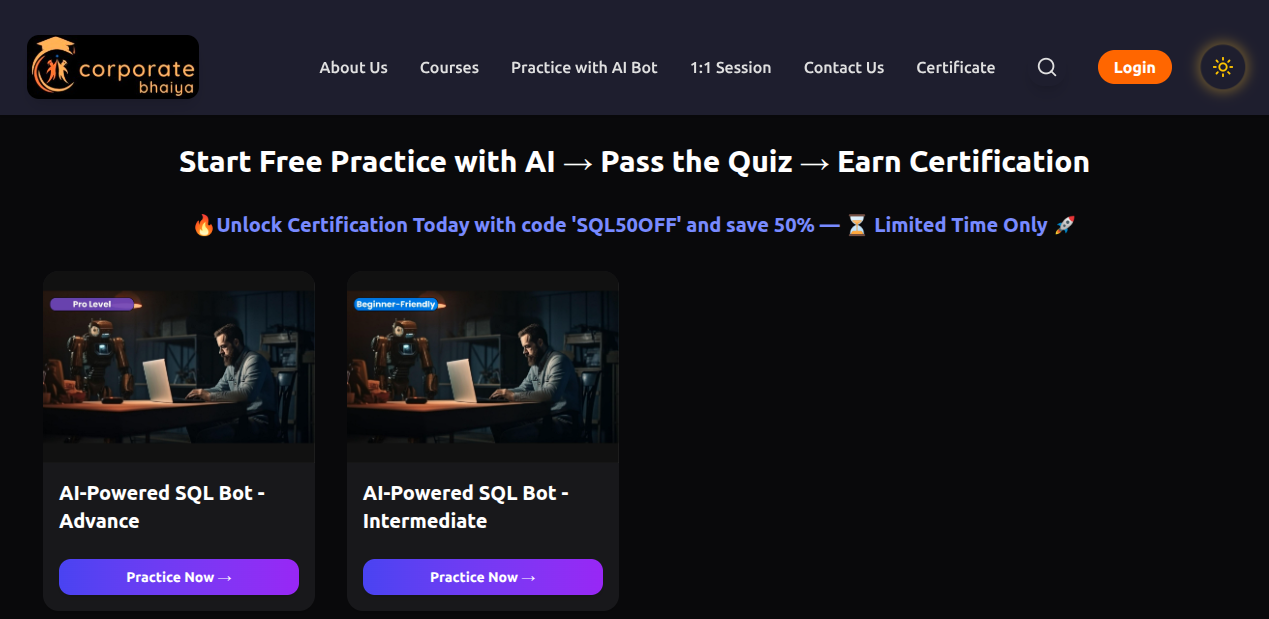 corporate
bhaiya
About Us
Courses
Practice with AI Bot
1:1 Session
Contact Us
Certificate
Login
Start Free Practice with AI → Pass the Quiz → Earn Certification
🔥Unlock Certification Today with code 'SQL50OFF' and save 50% — ⏳ Limited Time Only 🚀
Pro Level
AI-Powered SQL Bot -
Advance
Practice Now →
Beginner-Friendly
AI-Powered SQL Bot -
Intermediate
Practice Now →